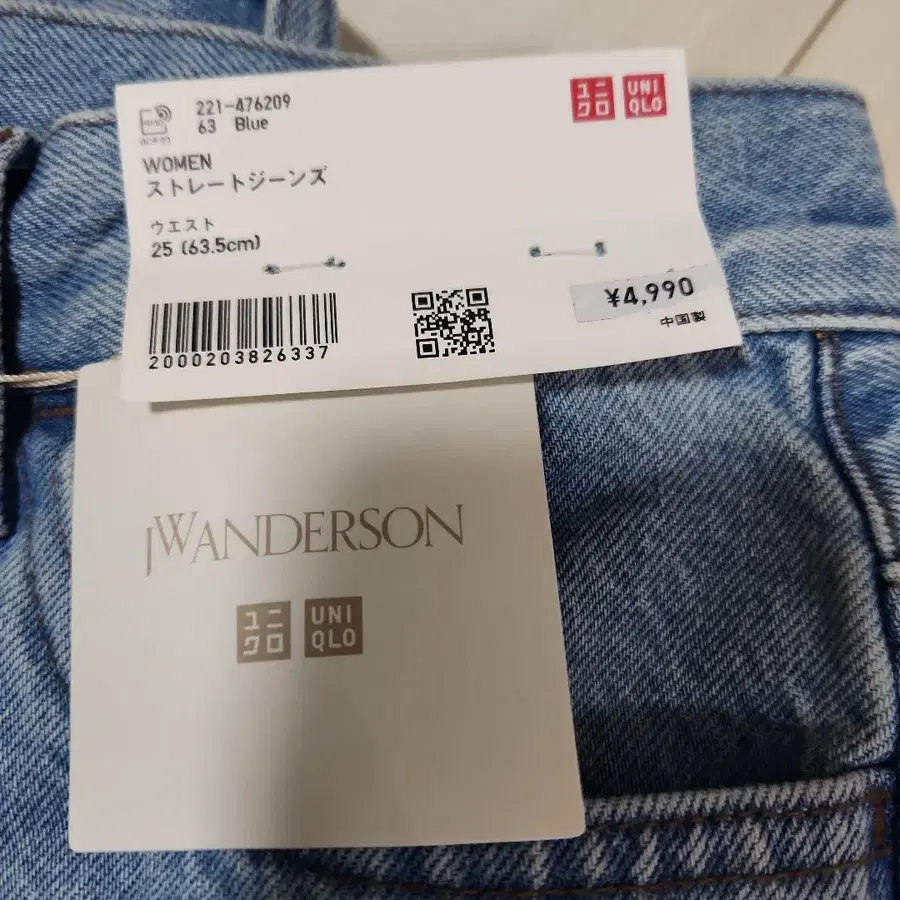 221-476209
63 Blue
ユニクロ
UNIQLO
WOMEN
ストレートジーンズ
ウエスト
25 (63.5cm)
2000203826337
¥4,990
中国製
JWANDERSON
ユニクロ
UNIQLO